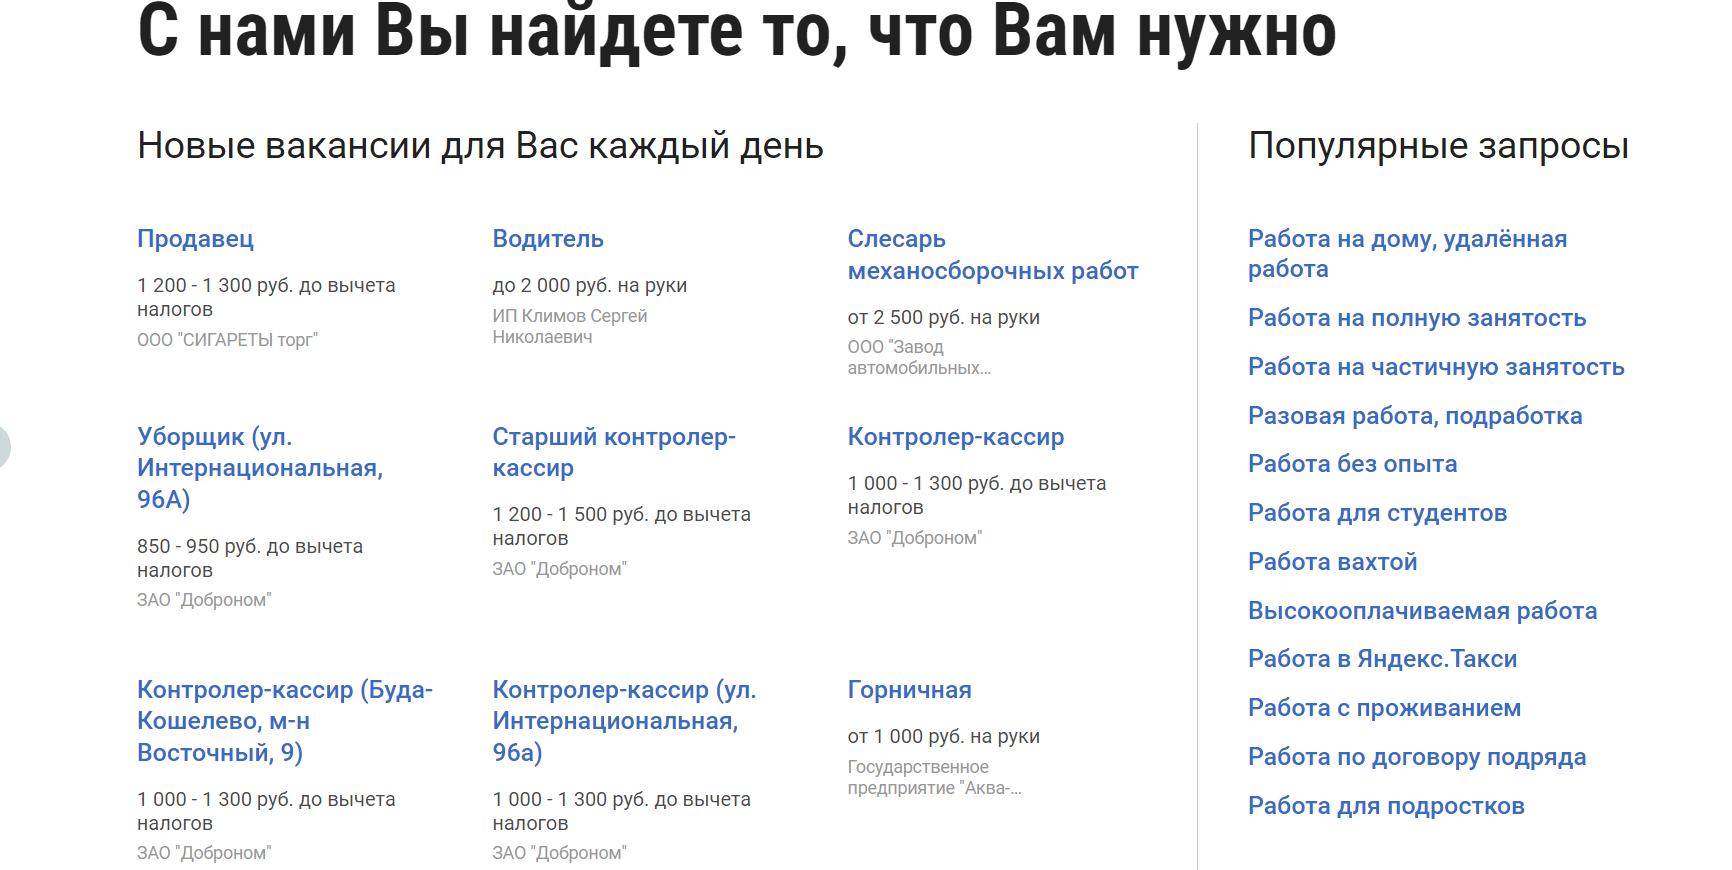 С нами Вы найдете то, что Вам нужно
Новые вакансии для Вас каждый день
Продавец
1 200 - 1 300 руб. до вычета
налогов
ООО "СИГАРЕТЫ торг"
Водитель
до 2 000 руб. на руки
ИП Климов Сергей
Николаевич
Слесарь
механосборочных работ
от 2 500 руб. на руки
ООО "Завод
автомобильных...
Уборщик (ул.
Интернациональная,
96А)
850 - 950 руб. до вычета
налогов
ЗАО "Доброном"
Старший контролер-
кассир
1 200 - 1 500 руб. до вычета
налогов
ЗАО "Доброном"
Контролер-кассир
1 000 - 1 300 руб. до вычета
налогов
ЗАО "Доброном"
Контролер-кассир (Буда-
Кошелево, м-н
Восточный, 9)
1 000 - 1 300 руб. до вычета
налогов
ЗАО "Доброном"
Контролер-кассир (ул.
Интернациональная,
96а)
1 000 - 1 300 руб. до вычета
налогов
ЗАО "Доброном"
Горничная
от 1 000 руб. на руки
Государственное
предприятие "Аква-...
Популярные запросы
Работа на дому, удалённая
работа
Работа на полную занятость
Работа на частичную занятость
Разовая работа, подработка
Работа без опыта
Работа для студентов
Работа вахтой
Высокооплачиваемая работа
Работа в Яндекс.Такси
Работа с проживанием
Работа по договору подряда
Работа для подростков